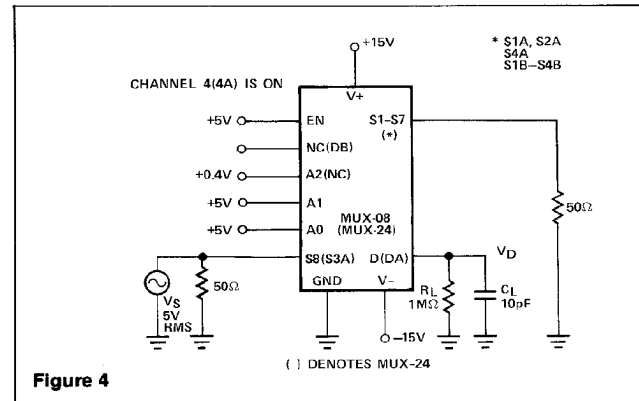 +15V
* S1A, S2A
S4A
S1B–S4B
CHANNEL 4(4A) IS ON
V+
+5V
EN
S1–S7
(*)
NC(DB)
+0.4V
A2(NC)
50Ω
+5V
A1
MUX-08
(MUX-24)
+5V
A0
S8(S3A)
D(DA)
VD
VS
5V
RMS
50Ω
GND
V–
RL
1MΩ
CL
10pF
–15V
( ) DENOTES MUX-24
Figure 4